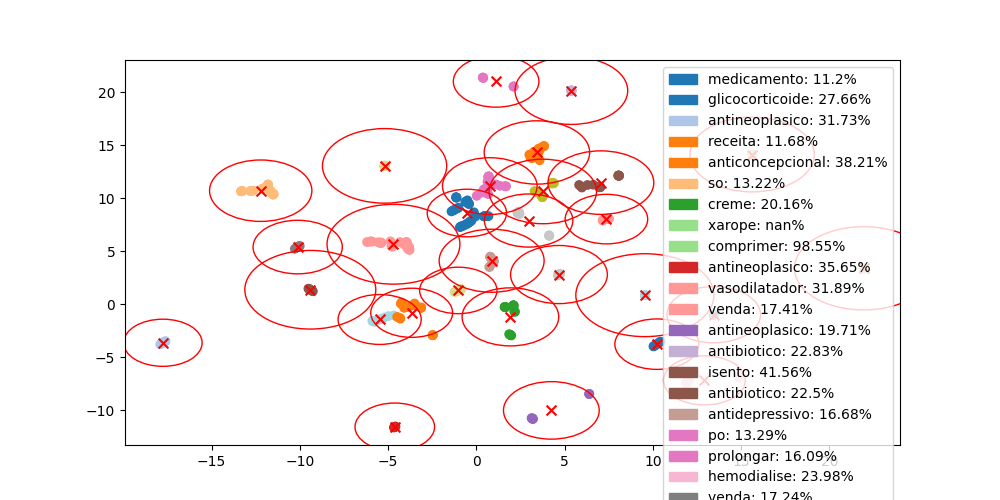 20
15
10
5
0
−5
−10
−15
−10
−5
0
5
10
15
20
medicamento: 11.2%
glicocorticoide: 27.66%
antineoplasico: 31.73%
receita: 11.68%
anticoncepcional: 38.21%
so: 13.22%
creme: 20.16%
xarope: nan%
comprimer: 98.55%
antineoplasico: 35.65%
vasodilatador: 31.89%
venda: 17.41%
antineoplasico: 19.71%
antibiotico: 22.83%
isento: 41.56%
antibiotico: 22.5%
antidepressivo: 16.68%
po: 13.29%
prolongar: 16.09%
hemodialise: 23.98%
venda: 17.24%